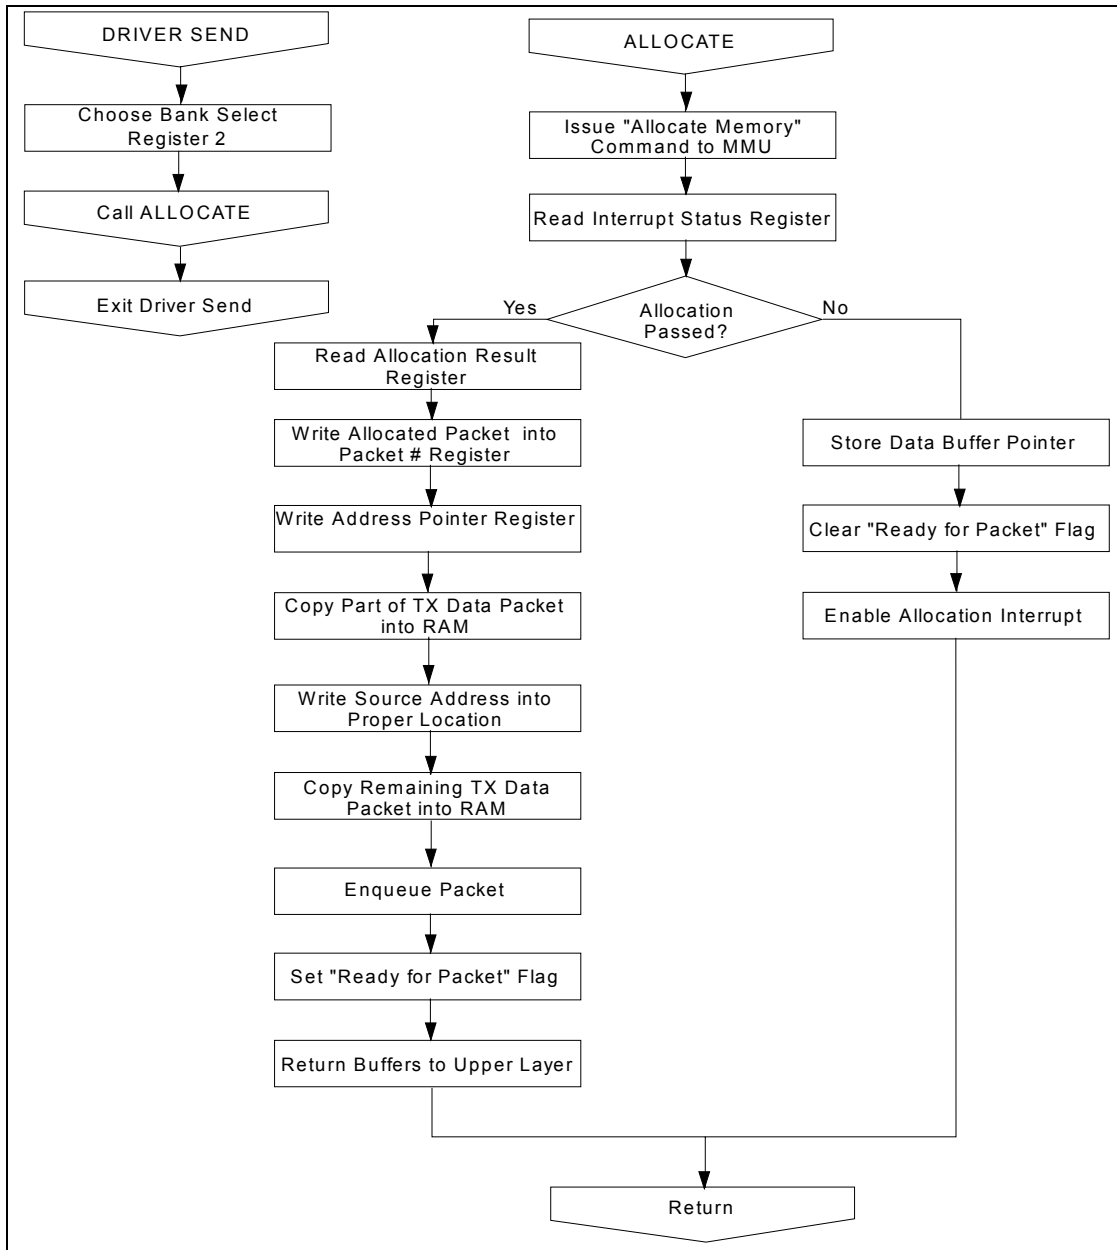 DRIVER SEND
Choose Bank Select
Register 2
Call ALLOCATE
Exit Driver Send
ALLOCATE
Issue "Allocate Memory"
Command to MMU
Read Interrupt Status Register
Allocation
Passed?
Yes
No
Read Allocation Result
Register
Write Allocated Packet into
Packet # Register
Write Address Pointer Register
Copy Part of TX Data Packet
into RAM
Write Source Address into
Proper Location
Copy Remaining TX Data
Packet into RAM
Enqueue Packet
Set "Ready for Packet" Flag
Return Buffers to Upper Layer
Store Data Buffer Pointer
Clear "Ready for Packet" Flag
Enable Allocation Interrupt
Return